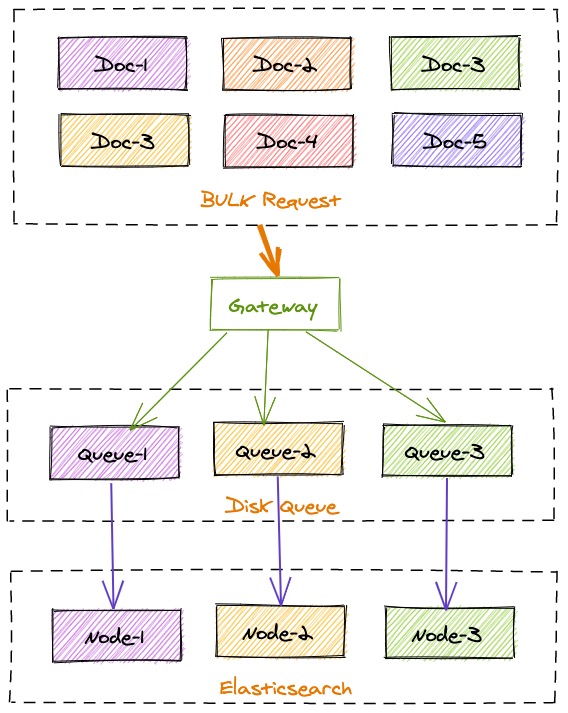 Doc-1
Doc-2
Doc-3
Doc-3
Doc-4
Doc-5
BULK Request
Gateway
Queue-1
Queue-2
Queue-3
Disk Queue
Node-1
Node-2
Node-3
Elasticsearch